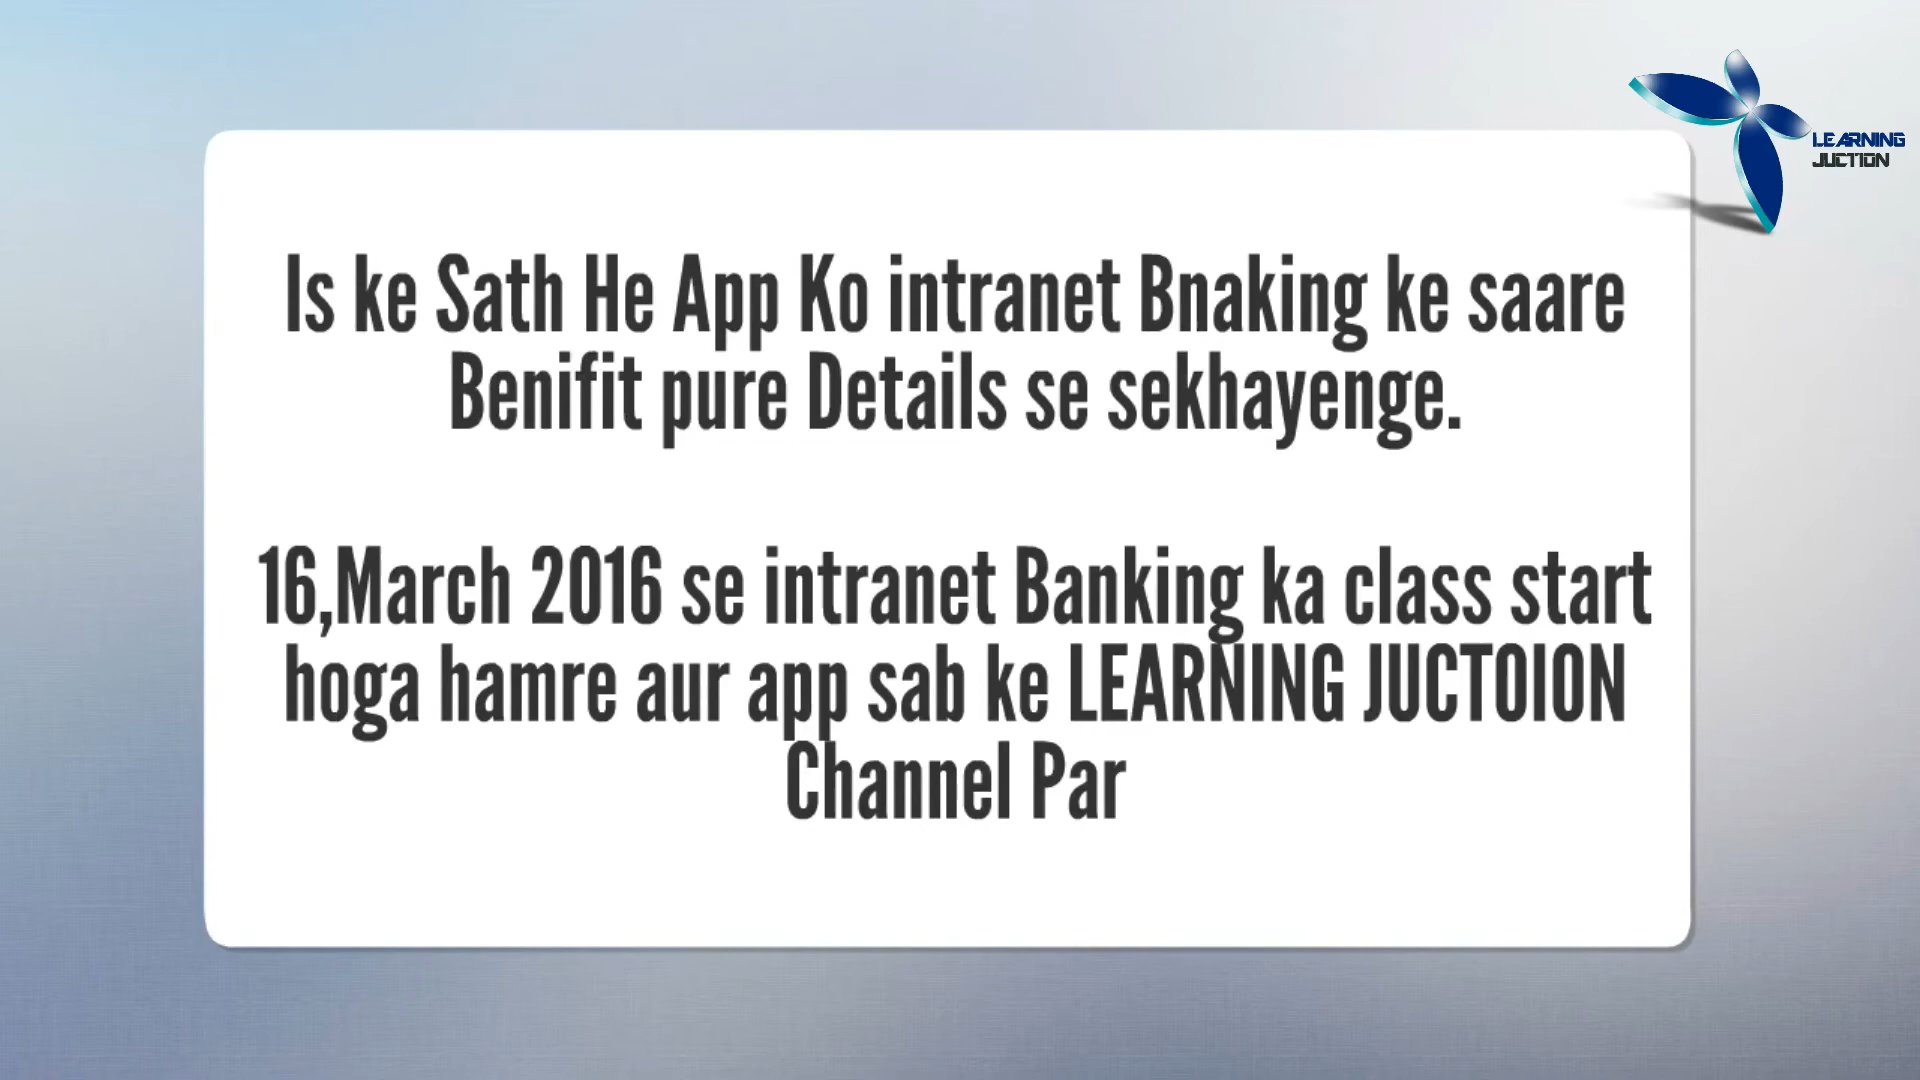 LEARNING
JUCTION
Is ke Sath He App Ko intranet Bnaking ke saare
Benifit pure Details se sekhayenge.
16,March 2016 se intranet Banking ka class start
hoga hamre aur app sab ke LEARNING JUCTOION
Channel Par